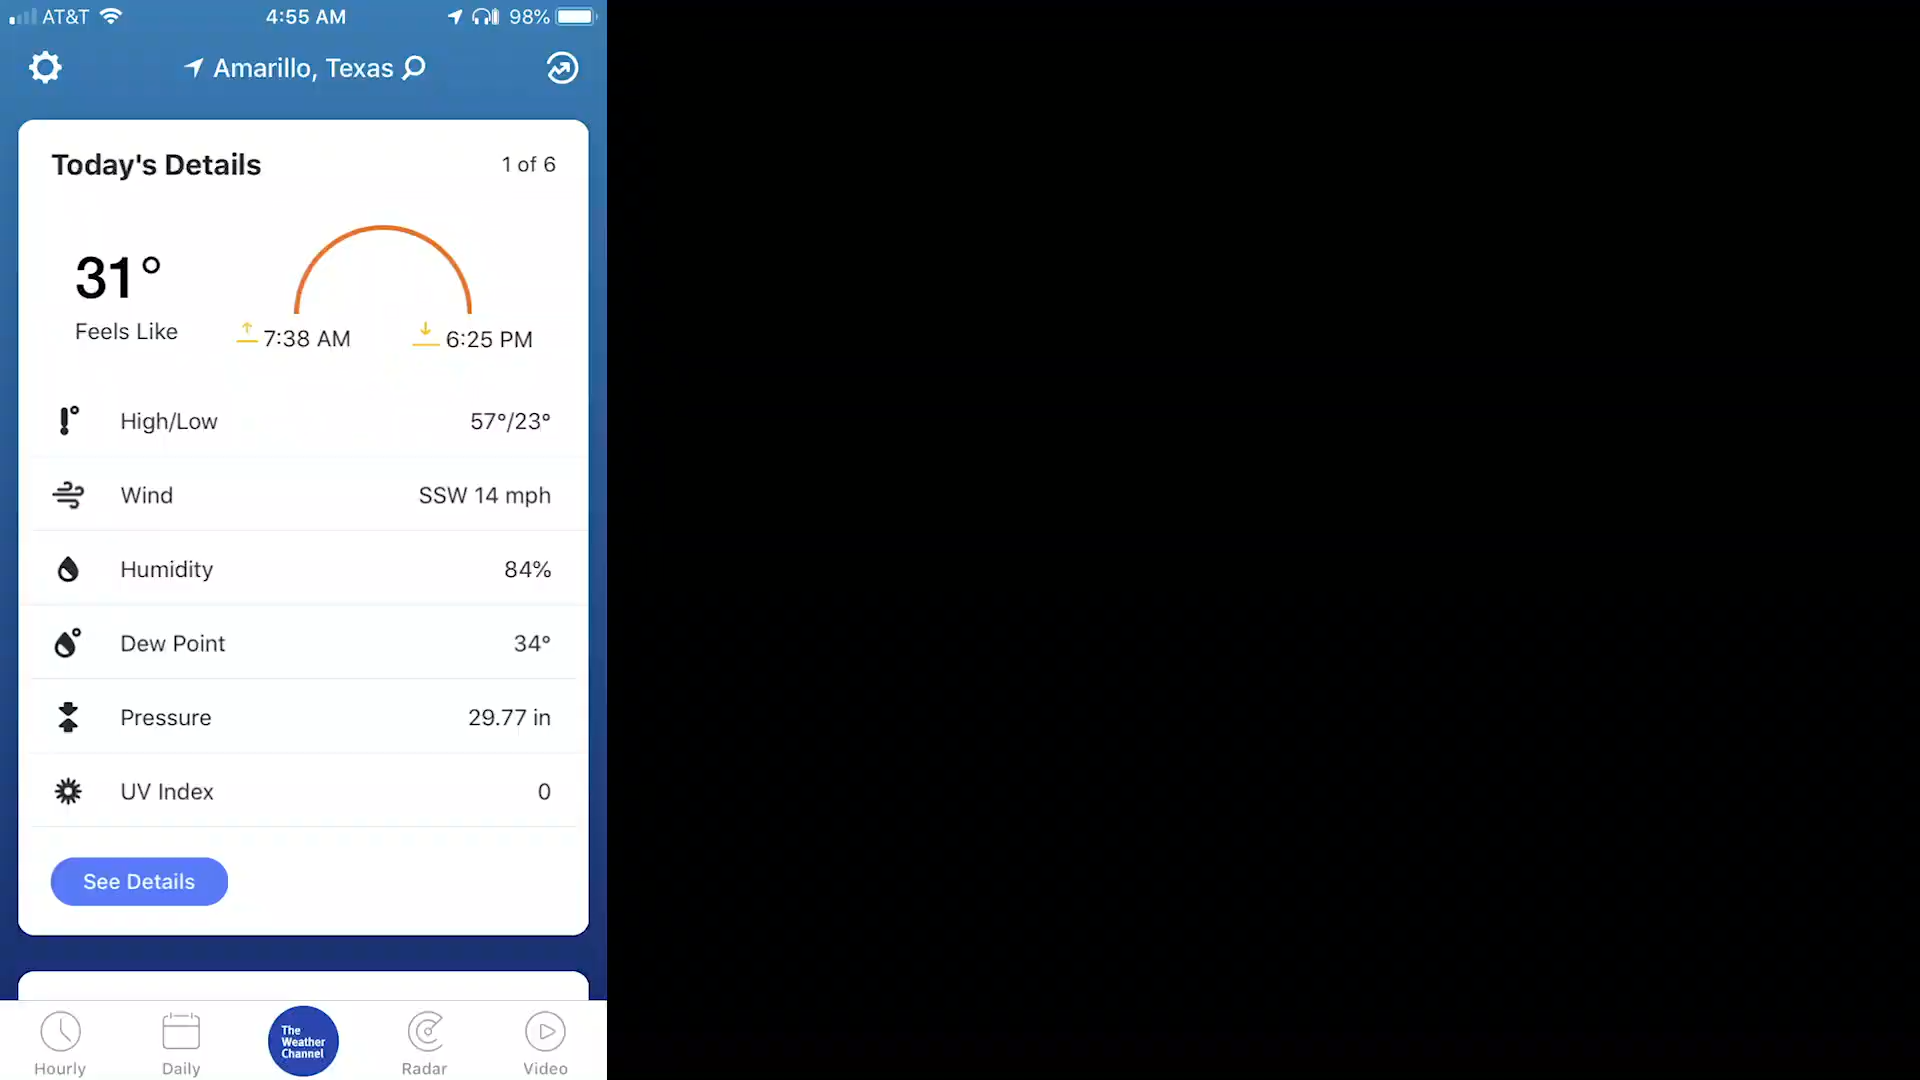 AT&T 4:55 AM 98%
Amarillo, Texas
Today's Details 1 of 6
31°
Feels Like
7:38 AM 6:25 PM
High/Low 57°/23°
Wind SSW 14 mph
Humidity 84%
Dew Point 34°
Pressure 29.77 in
UV Index 0
See Details
The
Weather
Channel
Hourly Daily Radar Video